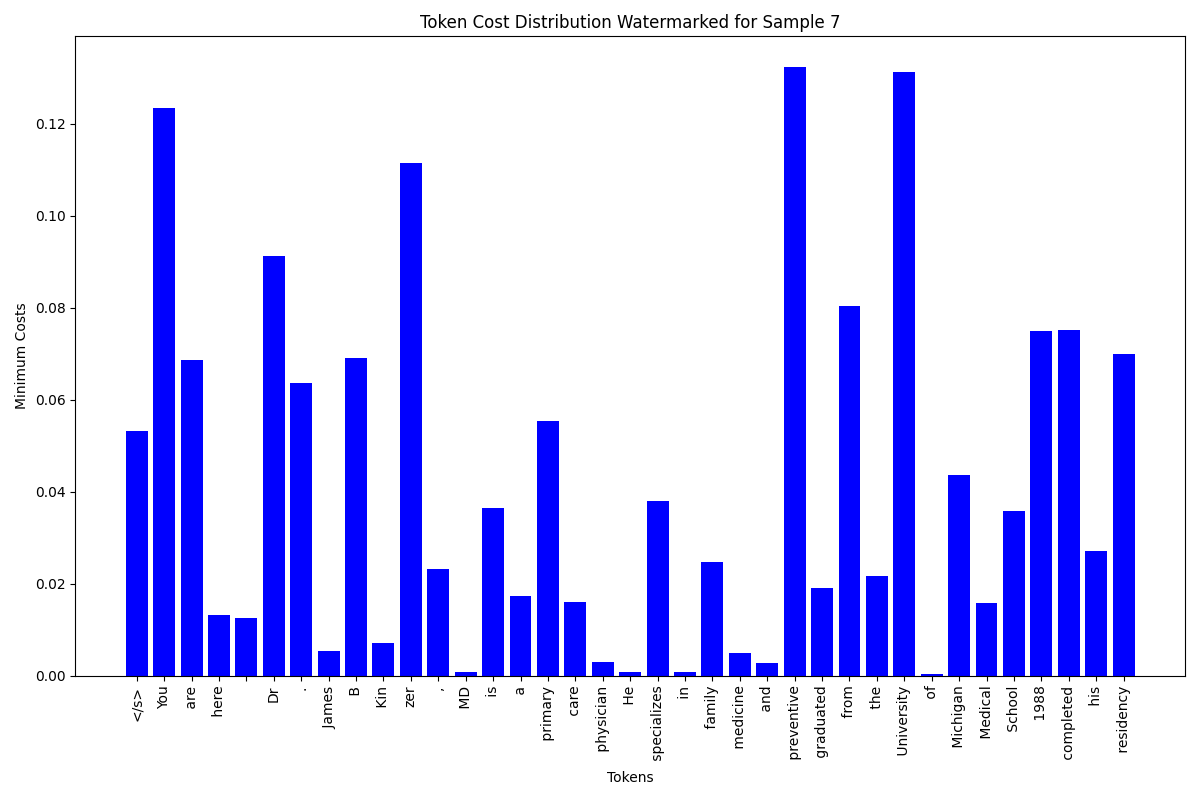 Token Cost Distribution Watermarked for Sample 7
Minimum Costs
0.12
0.10
0.08
0.06
0.04
0.02
0.00
</s>
You
are
here
Dr
.
James
B
Kin
zer
,
MD
is
a
primary
care
physician
He
specializes
in
family
medicine
and
preventive
graduated
from
the
University
of
Michigan
Medical
School
1988
completed
his
residency
Tokens